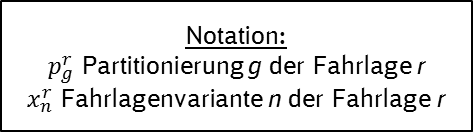 Notation:
p_g^r Partitionierung g der Fahrlage r
x_n^r Fahrlagenvariante n der Fahrlage r